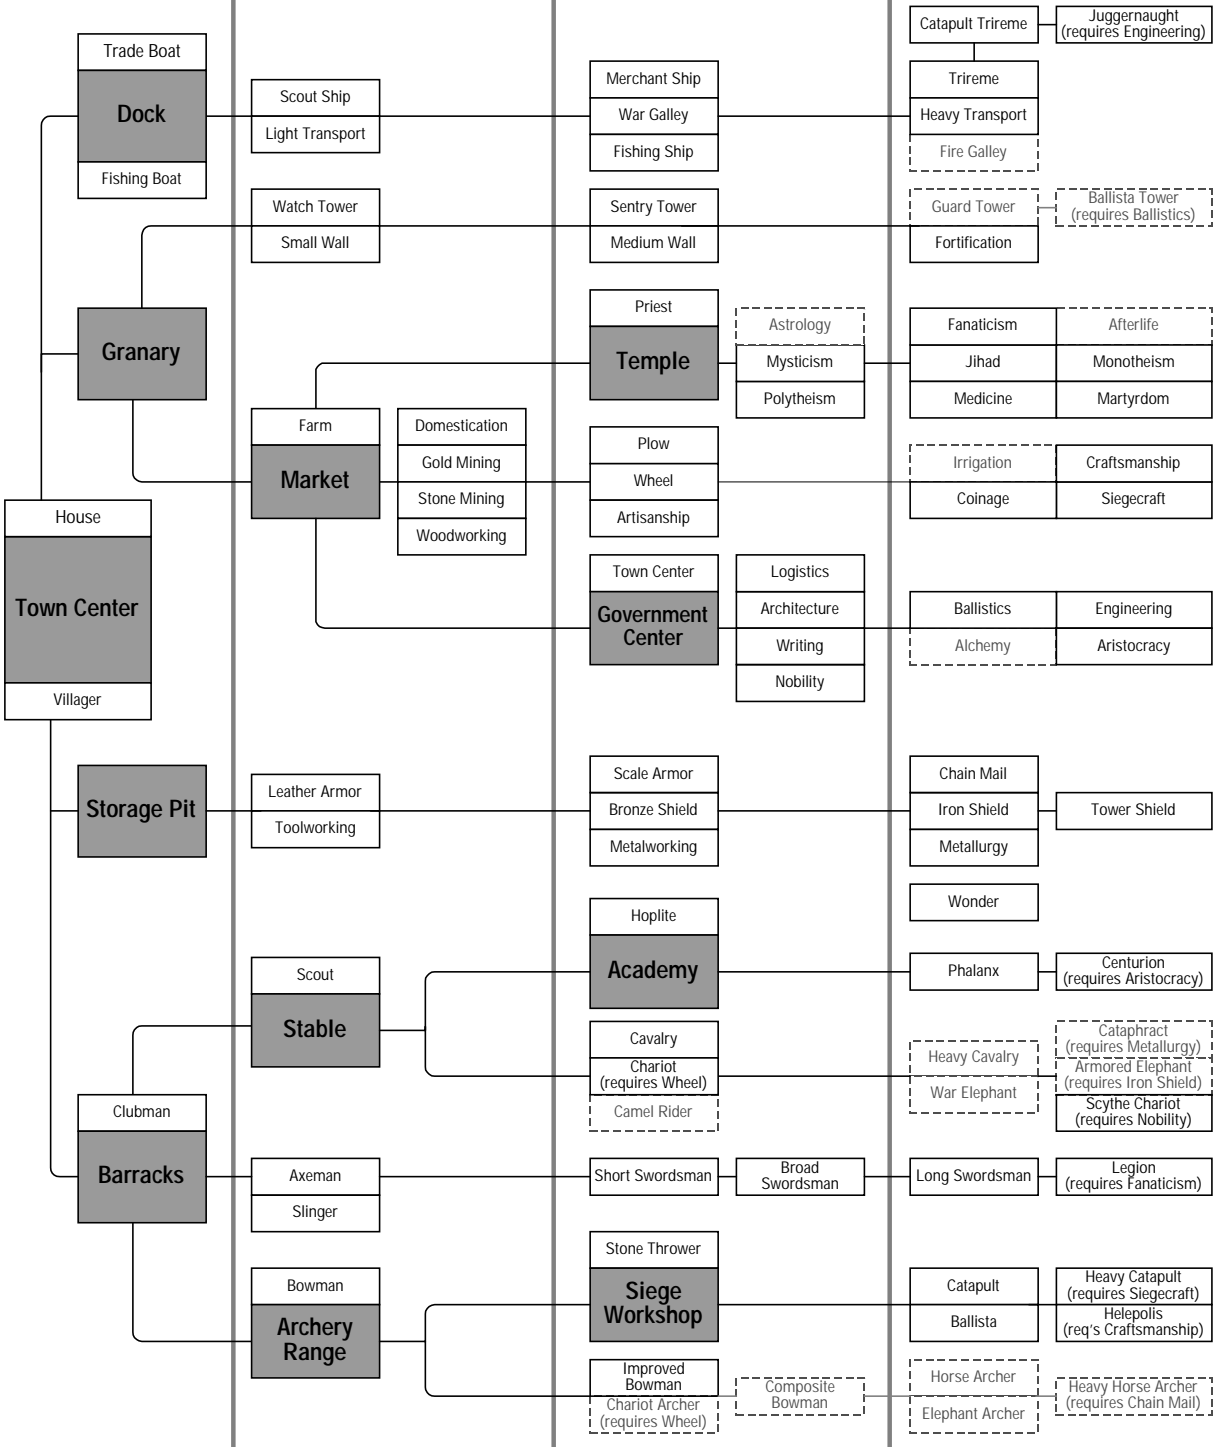 Catapult Trireme
Juggernaught
(requires Engineering)
Trade Boat
Dock
Fishing Boat
Scout Ship
Light Transport
Merchant Ship
War Galley
Fishing Ship
Trireme
Heavy Transport
Fire Galley
Watch Tower
Small Wall
Sentry Tower
Medium Wall
Guard Tower
Fortification
Ballista Tower
(requires Ballistics)
Granary
Priest
Temple
Astrology
Mysticism
Polytheism
Fanaticism
Jihad
Medicine
Afterlife
Monotheism
Martyrdom
Farm
Market
Domestication
Gold Mining
Stone Mining
Woodworking
Plow
Wheel
Artisanship
Irrigation
Coinage
Craftsmanship
Siegecraft
House
Town Center
Villager
Town Center
Government
Center
Logistics
Architecture
Writing
Nobility
Ballistics
Alchemy
Engineering
Aristocracy
Storage Pit
Leather Armor
Toolworking
Scale Armor
Bronze Shield
Metalworking
Chain Mail
Iron Shield
Metallurgy
Tower Shield
Wonder
Scout
Stable
Hoplite
Academy
Phalanx
Centurion
(requires Aristocracy)
Cavalry
Chariot
(requires Wheel)
Camel Rider
Heavy Cavalry
War Elephant
Cataphract
(requires Metallurgy)
Armored Elephant
(requires Iron Shield)
Scythe Chariot
(requires Nobility)
Clubman
Barracks
Axeman
Slinger
Short Swordsman
Broad
Swordsman
Long Swordsman
Legion
(requires Fanaticism)
Bowman
Archery
Range
Stone Thrower
Siege
Workshop
Catapult
Ballista
Heavy Catapult
(requires Siegecraft)
Helepolis
(req's Craftsmanship)
Improved
Bowman
Chariot Archer
(requires Wheel)
Composite
Bowman
Horse Archer
Elephant Archer
Heavy Horse Archer
(requires Chain Mail)